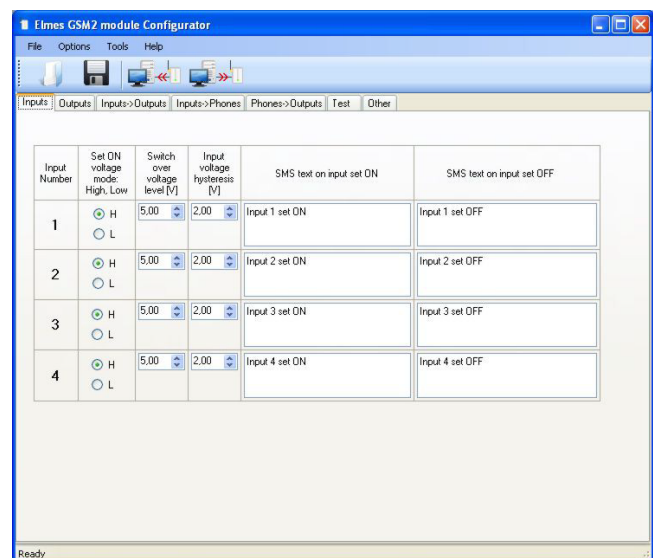 Elmes GSM2 module Configurator
File Options Tools Help
Inputs Outputs Inputs->Outputs Inputs->Phones Phones->Outputs Test Other
Input Number Set ON voltage mode: High, Low Switch over voltage level [V] Input voltage hysteresis [V] SMS text on input set ON SMS text on input set OFF
1 H L 5,00 2,00 Input 1 set ON Input 1 set OFF
2 H L 5,00 2,00 Input 2 set ON Input 2 set OFF
3 H L 5,00 2,00 Input 3 set ON Input 3 set OFF
4 H L 5,00 2,00 Input 4 set ON Input 4 set OFF
Ready